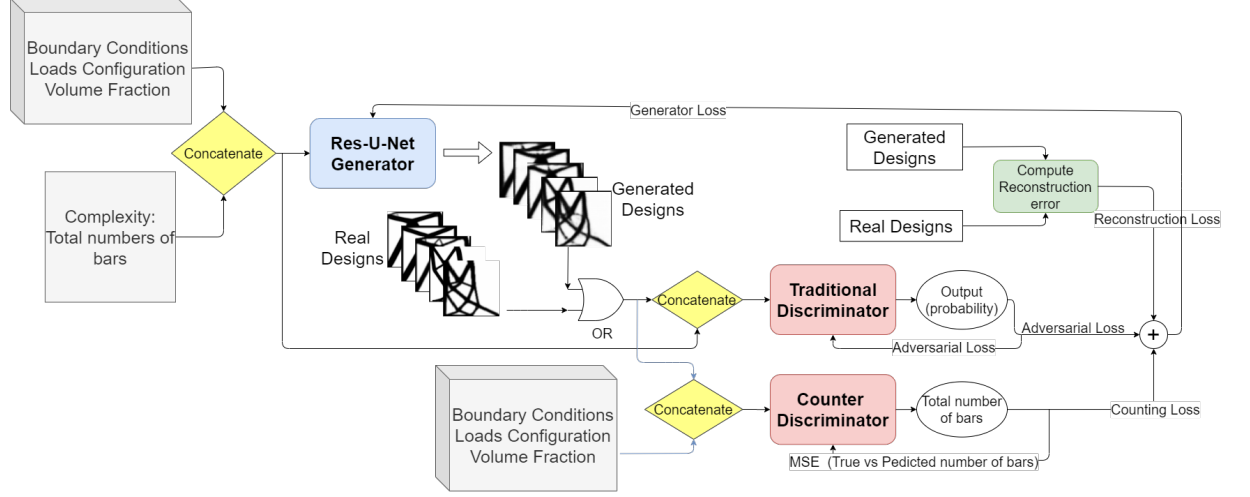 Boundary Conditions
Loads Configuration
Volume Fraction
Concatenate
Complexity:
Total numbers of
bars
Res-U-Net
Generator
Generator Loss
Generated
Designs
Real
Designs
OR
Generated
Designs
Real Designs
Compute
Reconstruction
error
Reconstruction Loss
Concatenate
Traditional
Discriminator
Output
(probability)
Adversarial Loss
Adversarial Loss
+
Boundary Conditions
Loads Configuration
Volume Fraction
Concatenate
Counter
Discriminator
Total number
of bars
Counting Loss
MSE (True vs Pedicted number of bars)